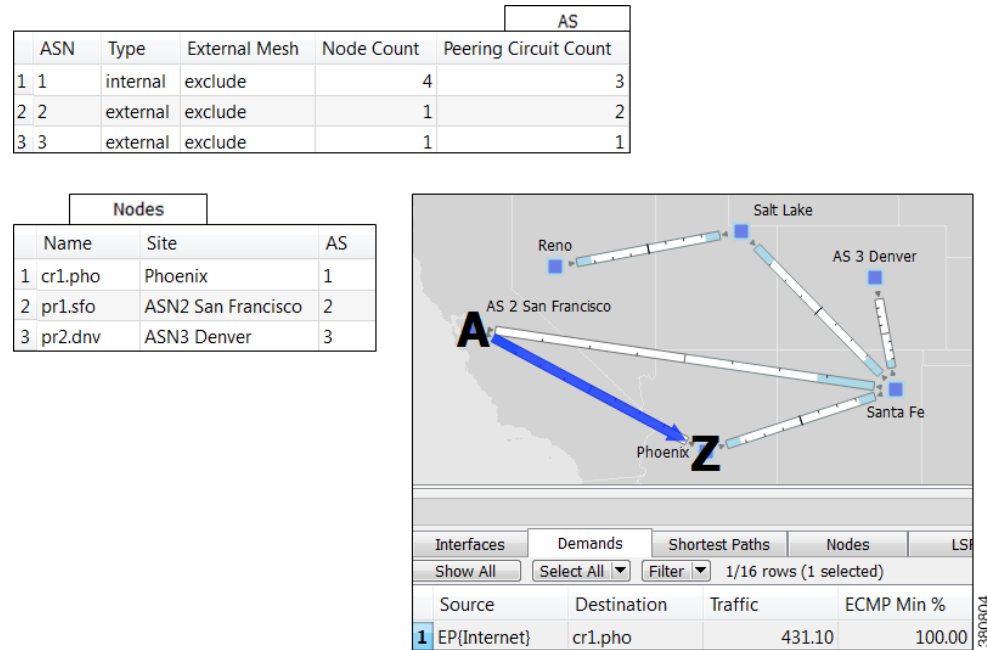 AS
ASN Type External Mesh Node Count Peering Circuit Count
1 1 internal exclude 4 3
2 2 external exclude 1 2
3 3 external exclude 1 1
Nodes
Name Site AS
1 cr1.pho Phoenix 1
2 pr1.sfo ASN2 San Francisco 2
3 pr2.dnv ASN3 Denver 3
Salt Lake
Reno
AS 3 Denver
AS 2 San Francisco
A
Santa Fe
Phoenix Z
Interfaces Demands Shortest Paths Nodes LSP
Show All Select All Filter 1/16 rows (1 selected)
Source Destination Traffic ECMP Min %
1 EP{Internet} cr1.pho 431.10 100.00
380804